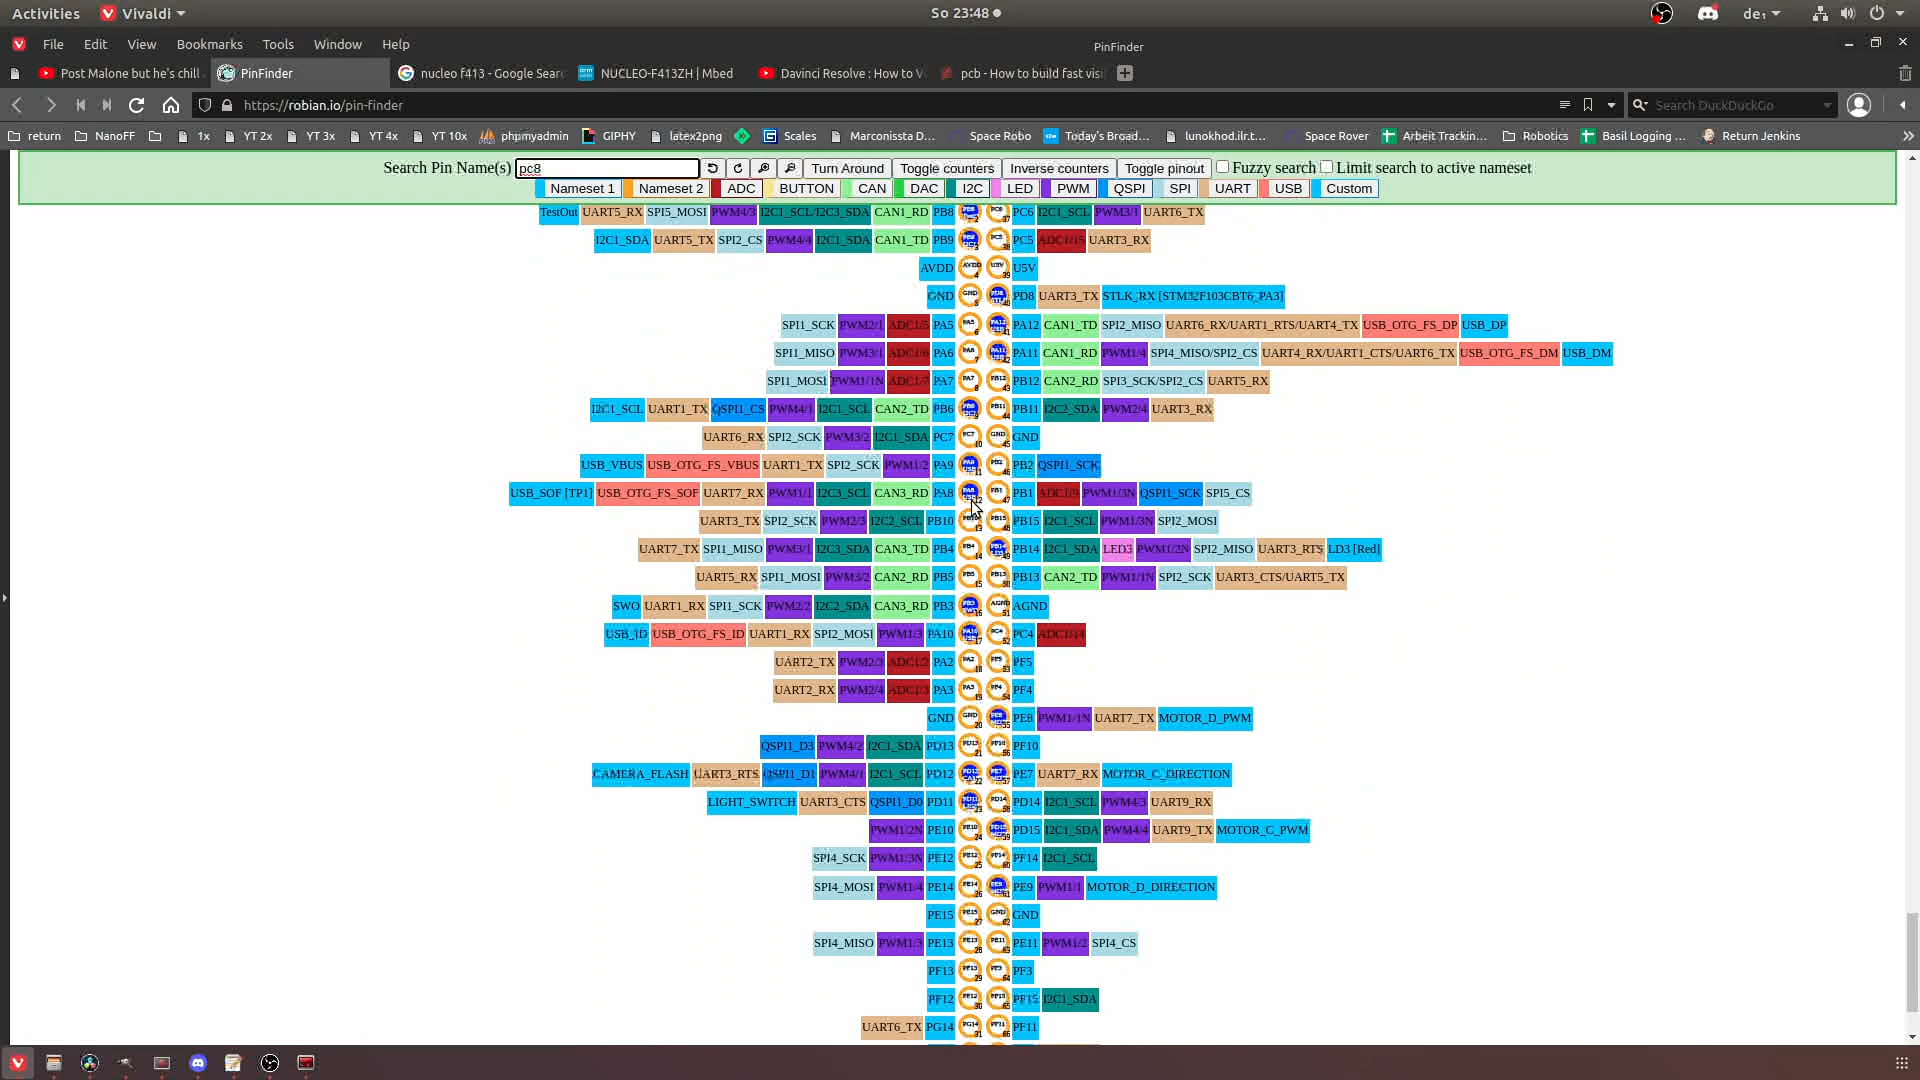 Activities Vivaldi So 23:48 de₁
File Edit View Bookmarks Tools Window Help PinFinder
Post Malone but he's chill PinFinder nucleo f413 - Google Sear NUCLEO-F413ZH | Mbed Davinci Resolve : How to V pcb - How to build fast visi
https://robian.io/pin-finder Search DuckDuckGo
return NanoFF 1x YT 2x YT 3x YT 4x YT 10x phpmyadmin GIPHY latex2png Scales Marconissta D... Space Robo Today's Broad... lunokhod.ilr.t... Space Rover Arbeit Trackin... Robotics Basil Logging ... Return Jenkins
Search Pin Name(s) pc8 Turn Around Toggle counters Inverse counters Toggle pinout Fuzzy search Limit search to active nameset
Nameset 1 Nameset 2 ADC BUTTON CAN DAC I2C LED PWM QSPI SPI UART USB Custom
TestOut UART5_RX SPI5_MOSI PWM4/3 I2C1_SCL/I2C3_SDA CAN1_RD PB8 PC6 I2C1_SCL PWM3/1 UART6_TX
I2C1_SDA UART5_TX SPI2_CS PWM4/4 I2C1_SDA CAN1_TD PB9 PC5 ADC1/15 UART3_RX
AVDD U5V
GND PD8 UART3_TX STLK_RX [STM32F103CBT6_PA3]
SPI1_SCK PWM2/1 ADC1/5 PA5 PA12 CAN1_TD SPI2_MISO UART6_RX/UART1_RTS/UART4_TX USB_OTG_FS_DP USB_DP
SPI1_MISO PWM3/1 ADC1/6 PA6 PA11 CAN1_RD PWM1/4 SPI4_MISO/SPI2_CS UART4_RX/UART1_CTS/UART6_TX USB_OTG_FS_DM USB_DM
SPI1_MOSI PWM1/1N ADC1/7 PA7 PB12 CAN2_RD SPI3_SCK/SPI2_CS UART5_RX
I2C1_SCL UART1_TX QSPI1_CS PWM4/1 I2C1_SCL CAN2_TD PB6 PB11 I2C2_SDA PWM2/4 UART3_RX
UART6_RX SPI2_SCK PWM3/2 I2C1_SDA PC7 GND
USB_VBUS USB_OTG_FS_VBUS UART1_TX SPI2_SCK PWM1/2 PA9 PB2 QSPI1_SCK
USB_SOF [TP1] USB_OTG_FS_SOF UART7_RX PWM1/1 I2C3_SCL CAN3_RD PA8 PB1 ADC1/9 PWM1/3N QSPI1_SCK SPI5_CS
UART3_TX SPI2_SCK PWM2/3 I2C2_SCL PB10 PB15 I2C1_SCL PWM1/3N SPI2_MOSI
UART7_TX SPI1_MISO PWM3/1 I2C3_SDA CAN3_TD PB4 PB14 I2C1_SDA LED3 PWM1/2N SPI2_MISO UART3_RTS LD3 [Red]
UART5_RX SPI1_MOSI PWM3/2 CAN2_RD PB5 PB13 CAN2_TD PWM1/1N SPI2_SCK UART3_CTS/UART5_TX
SWO UART1_RX SPI1_SCK PWM2/2 I2C2_SDA CAN3_RD PB3 AGND
USB_ID USB_OTG_FS_ID UART1_RX SPI2_MOSI PWM1/3 PA10 PC4 ADC1/14
UART2_TX PWM2/3 ADC1/2 PA2 PF5
UART2_RX PWM2/4 ADC1/3 PA3 PF4
GND PE8 PWM1/1N UART7_TX MOTOR_D_PWM
QSPI1_D3 PWM4/2 I2C1_SDA PD13 PF10
CAMERA_FLASH UART3_RTS QSPI1_D1 PWM4/1 I2C1_SCL PD12 PE7 UART7_RX MOTOR_C_DIRECTION
LIGHT_SWITCH UART3_CTS QSPI1_D0 PD11 PD14 I2C1_SCL PWM4/3 UART9_RX
PWM1/2N PE10 PD15 I2C1_SDA PWM4/4 UART9_TX MOTOR_C_PWM
SPI4_SCK PWM1/3N PE12 PF14 I2C1_SCL
SPI4_MOSI PWM1/4 PE14 PE9 PWM1/1 MOTOR_D_DIRECTION
PE15 GND
SPI4_MISO PWM1/3 PE13 PE11 PWM1/2 SPI4_CS
PF13 PF3
PF12 PF15 I2C1_SDA
UART6_TX PG14 PF11